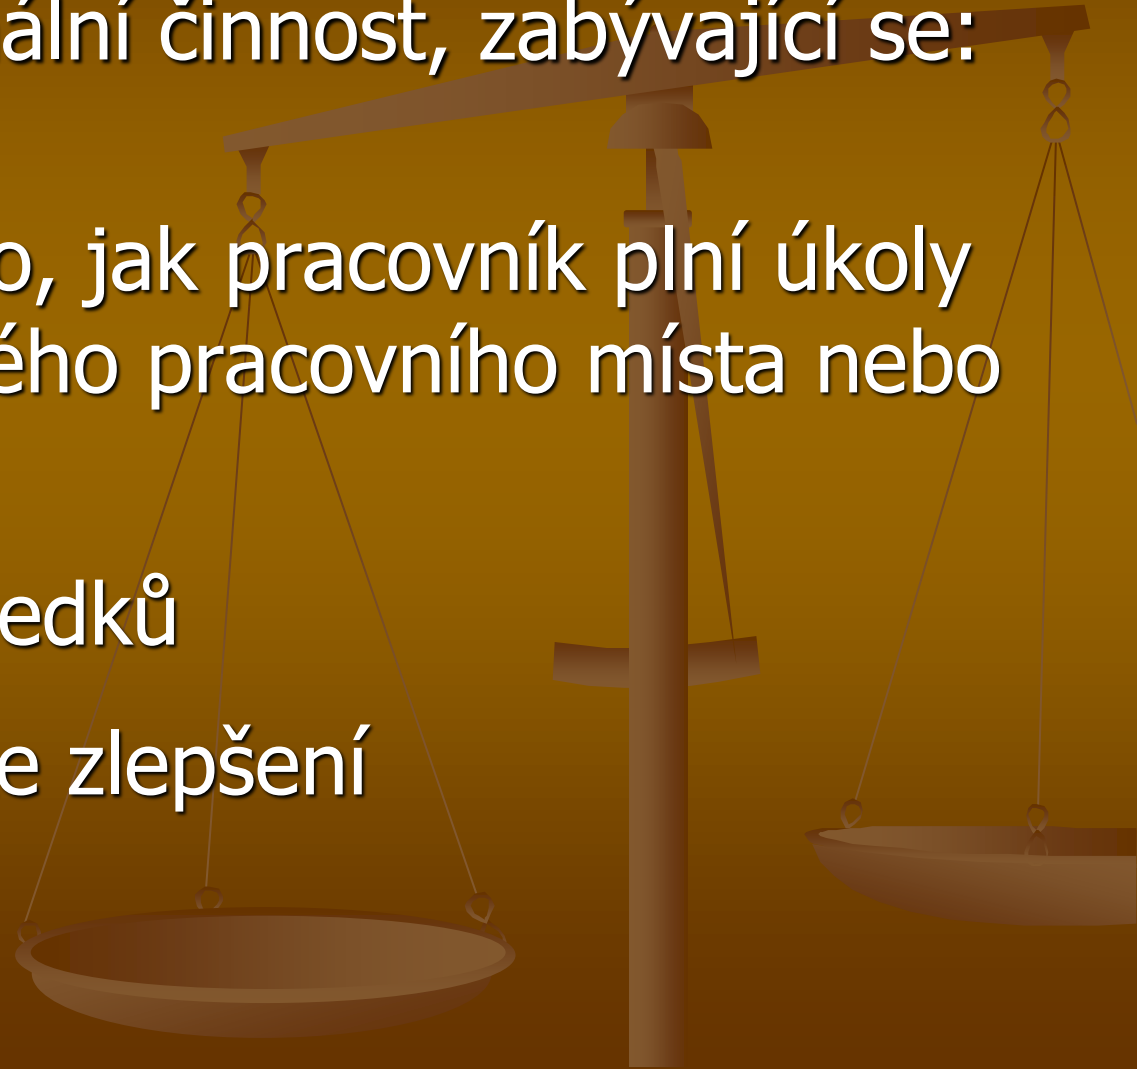 ální činnost, zabývající se:
o, jak pracovník plní úkoly
ého pracovního místa nebo
edků
e zlepšení